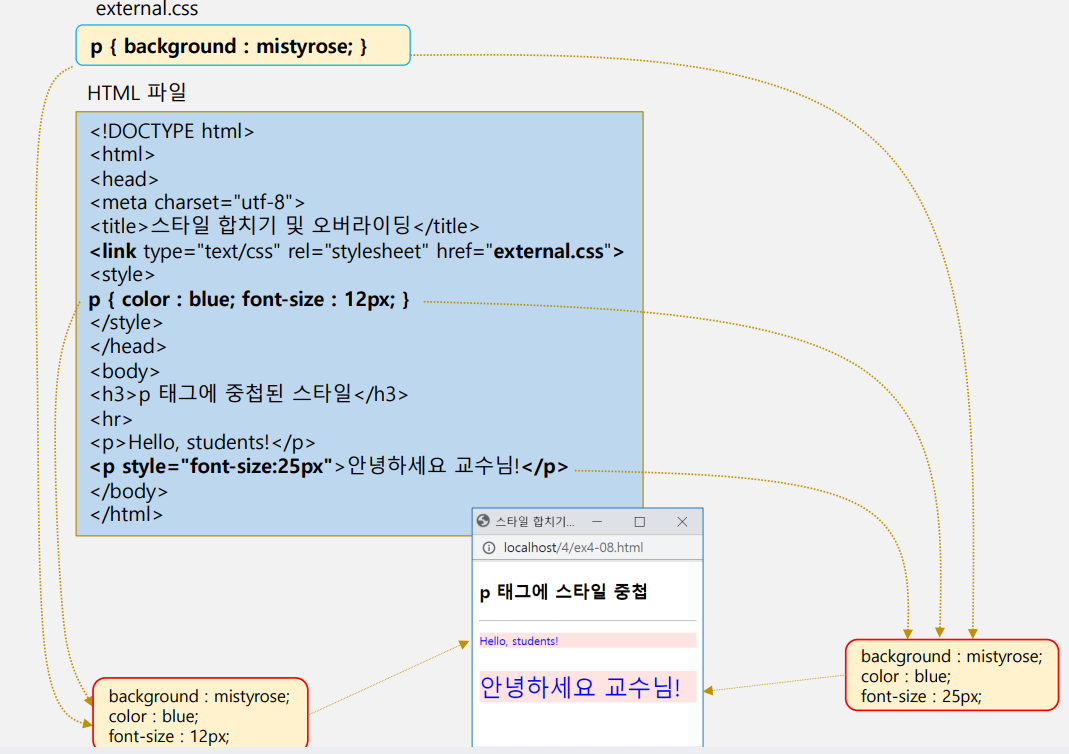 external.css
p { background : mistyrose; }
HTML 파일
<!DOCTYPE html>
<html>
<head>
<meta charset="utf-8">
<title>스타일 합치기 및 오버라이딩</title>
<link type="text/css" rel="stylesheet" href="external.css">
<style>
p { color : blue; font-size : 12px; }
</style>
</head>
<body>
<h3>p 태그에 중첩된 스타일</h3>
<hr>
<p>Hello, students!</p>
<p style="font-size:25px">안녕하세요 교수님!</p>
</body>
</html>
스타일 합치기...
localhost/4/ex4-08.html
p 태그에 스타일 중첩
Hello, students!
안녕하세요 교수님!
background : mistyrose;
color : blue;
font-size : 12px;
background : mistyrose;
color : blue;
font-size : 25px;